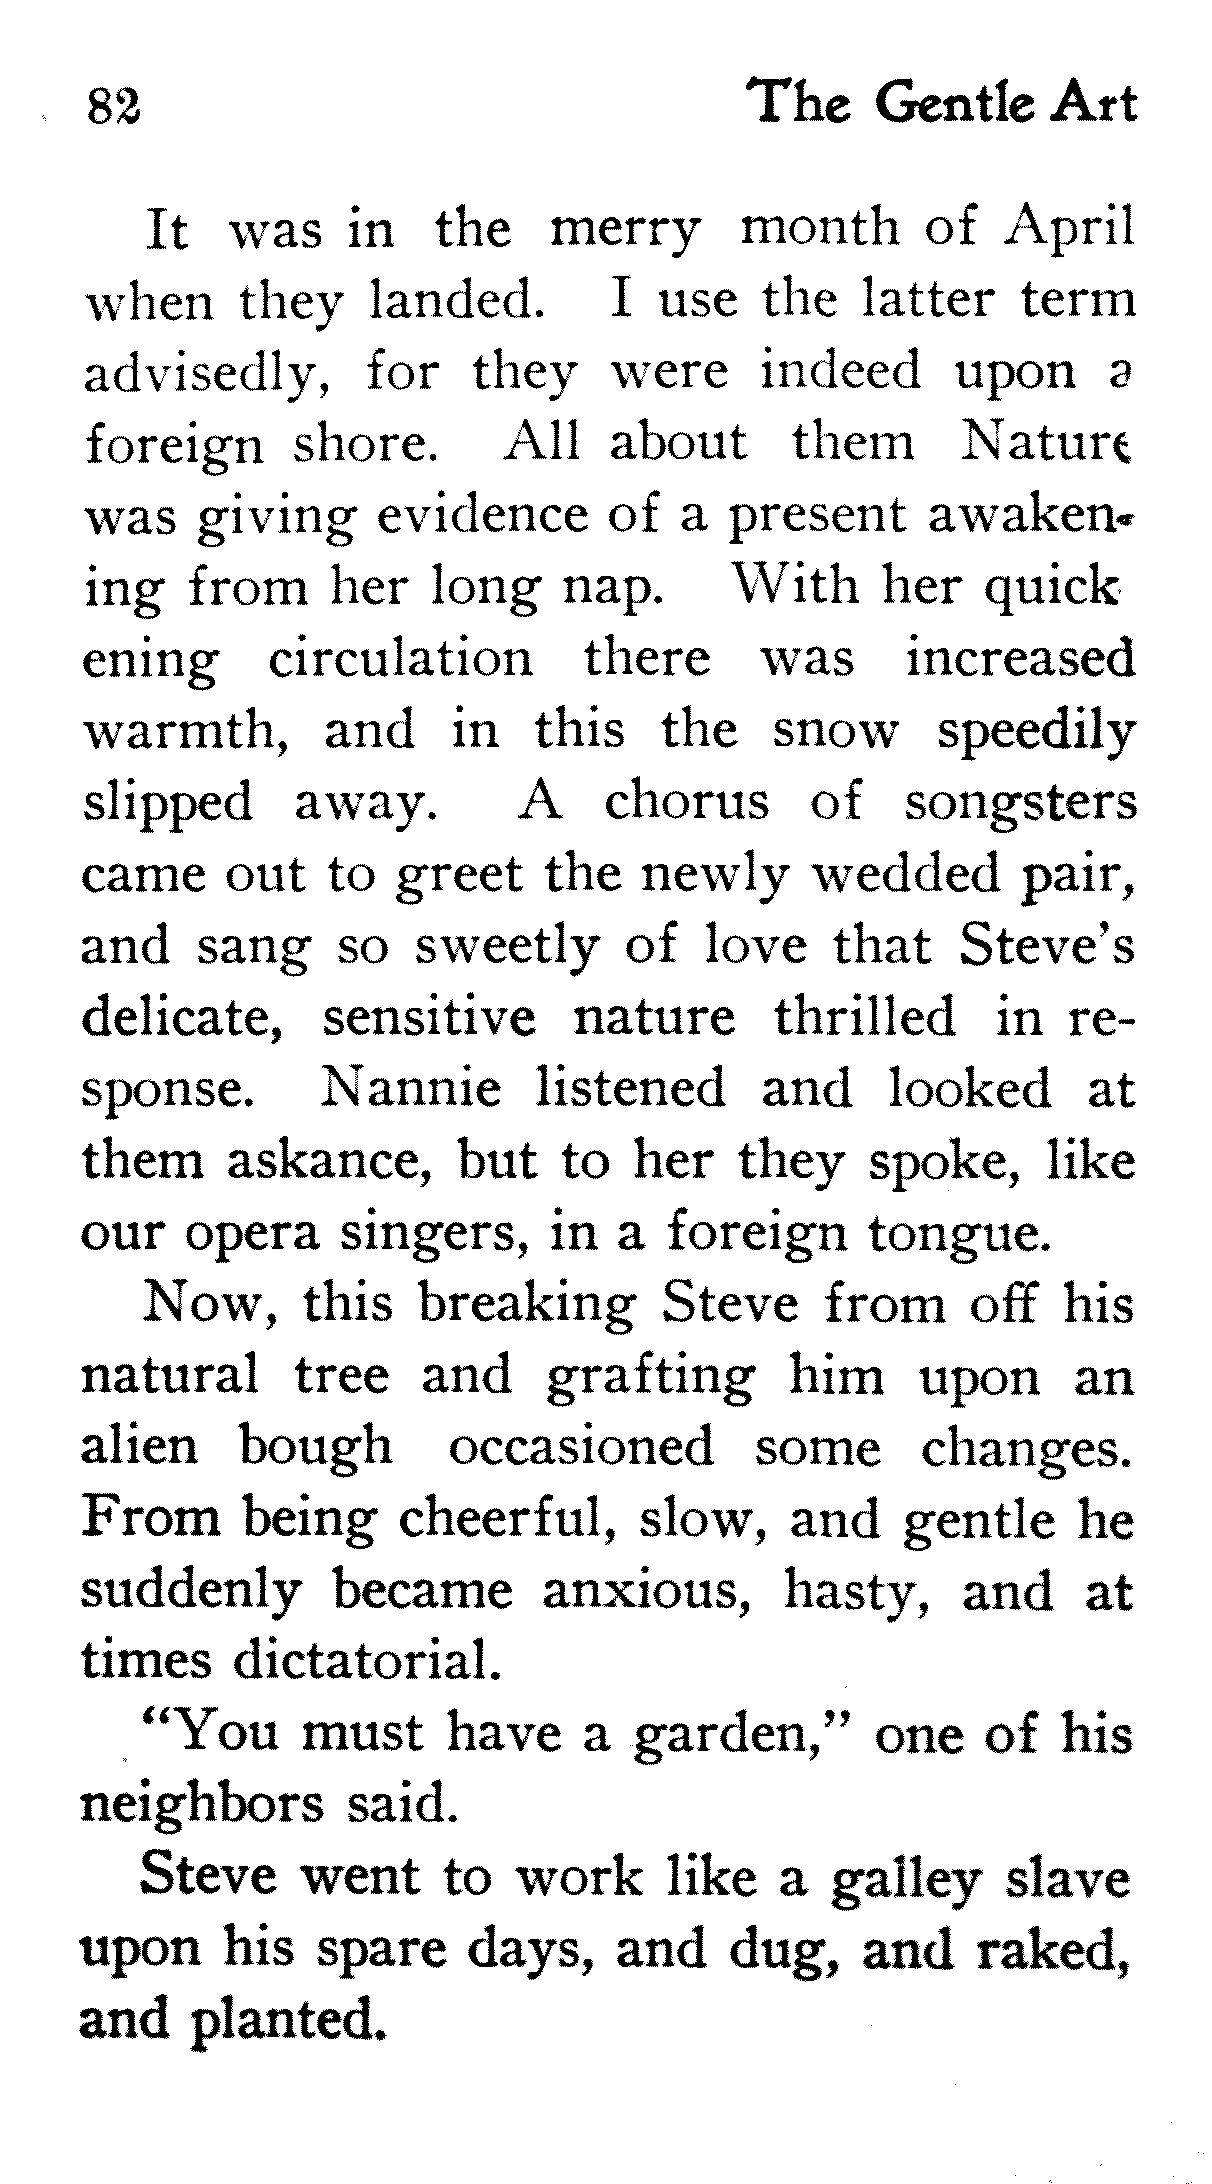 82 The Gentle Art
It was in the merry month of April
when they landed. I use the latter term
advisedly, for they were indeed upon a
foreign shore. All about them Nature
was giving evidence of a present awaken-
ing from her long nap. With her quick
ening circulation there was increased
warmth, and in this the snow speedily
slipped away. A chorus of songsters
came out to greet the newly wedded pair,
and sang so sweetly of love that Steve's
delicate, sensitive nature thrilled in re-
sponse. Nannie listened and looked at
them askance, but to her they spoke, like
our opera singers, in a foreign tongue.
Now, this breaking Steve from off his
natural tree and grafting him upon an
alien bough occasioned some changes.
From being cheerful, slow, and gentle he
suddenly became anxious, hasty, and at
times dictatorial.
“You must have a garden,” one of his
neighbors said.
Steve went to work like a galley slave
upon his spare days, and dug, and raked,
and planted.